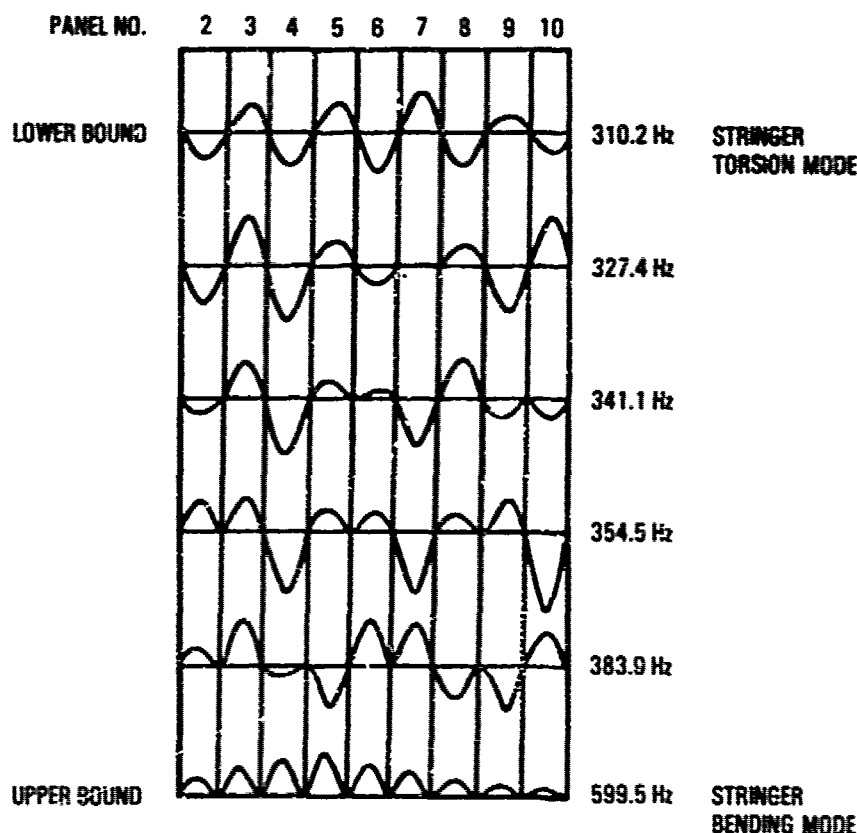 PANEL NO. 2 3 4 5 6 7 8 9 10
LOWER BOUND 310.2 Hz STRINGER
TORSION MODE
327.4 Hz
341.1 Hz
354.5 Hz
383.9 Hz
UPPER BOUND 599.5 Hz STRINGER
BENDING MODE